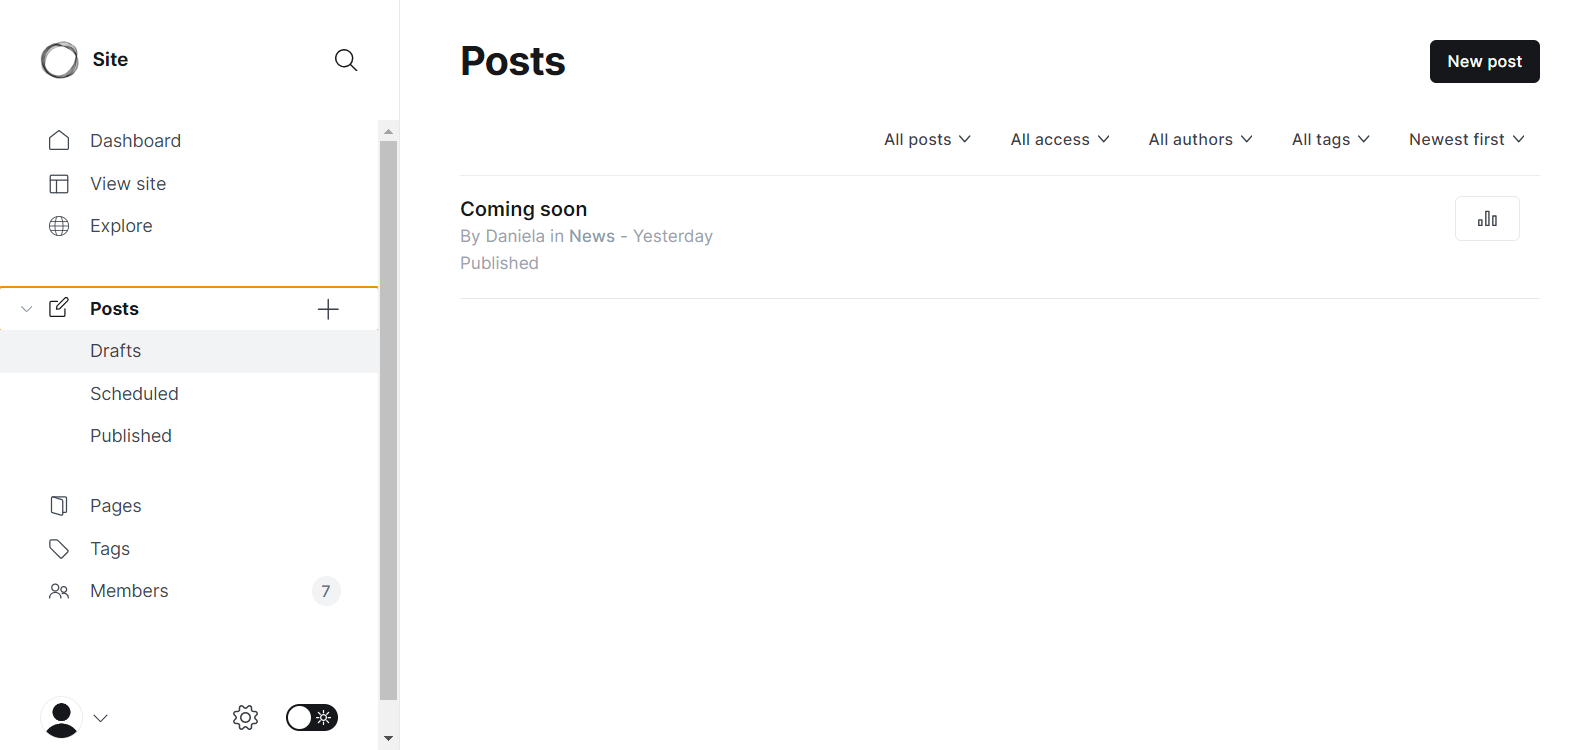 Site
Dashboard
View site
Explore
Posts
Drafts
Scheduled
Published
Pages
Tags
Members 7
Posts
New post
All posts All access All authors All tags Newest first
Coming soon
By Daniela in News - Yesterday
Published